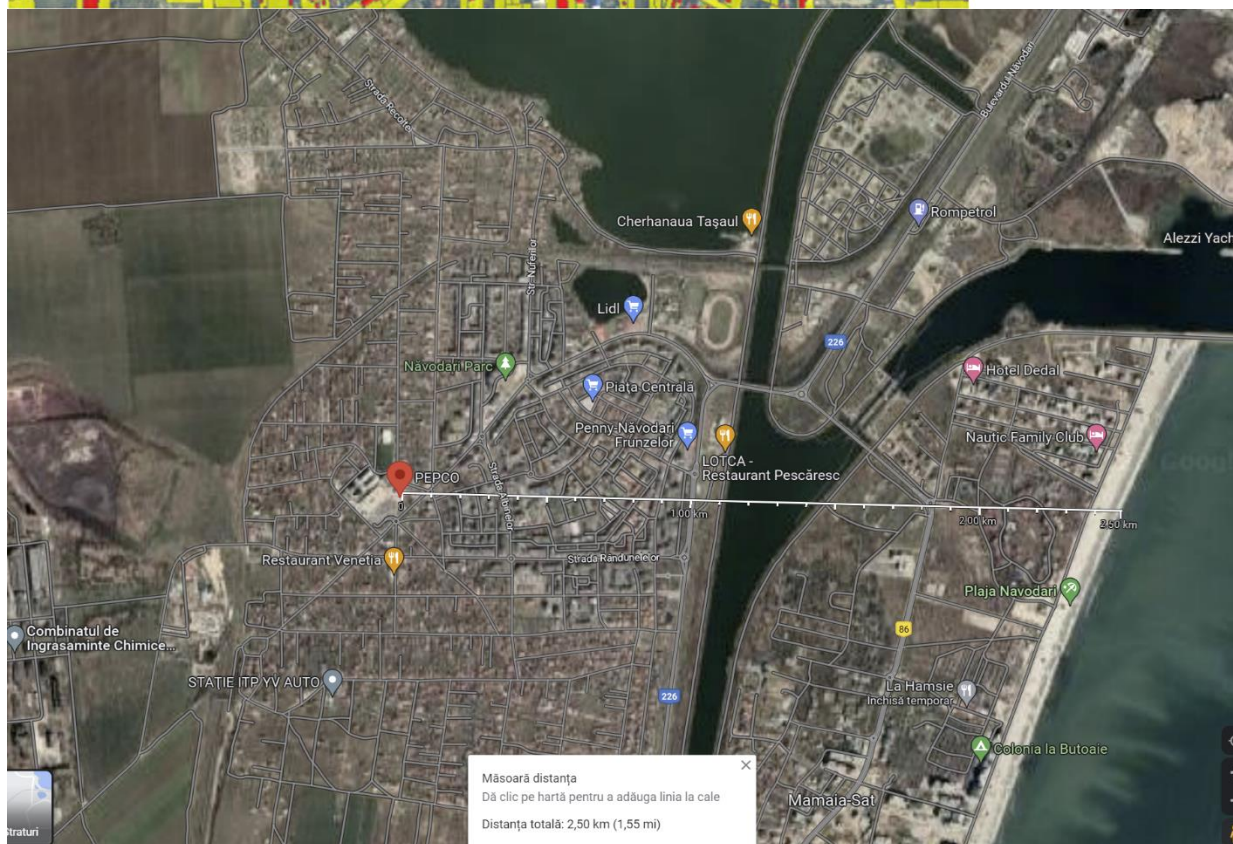 Strada Recoltei
Bulevardul Năvodari
Cherhanaua Tașaul
Rompetrol
Alezzi Yach
Str. Nuferilor
Lidl
226
Năvodari Parc
Piața Centrală
Hotel Dedal
Penny-Năvodari
Frunzelor
Nautic Family Club
LOTCA -
Restaurant Pescăresc
PEPCO
Strada Albinelor
0
1,00 km
2,00 km
2,50 km
Restaurant Venetia
Strada Rândunelelor
Plaja Năvodari
Combinatul de
Ingrasaminte Chimice...
86
STAȚIE ITP YV AUTO
226
La Hamsie
Închisă temporar
Colonia la Butoaie
Măsoară distanța
Dă clic pe hartă pentru a adăuga linia la cale
Distanța totală: 2,50 km (1,55 mi)
Mamaia-Sat
Straturi